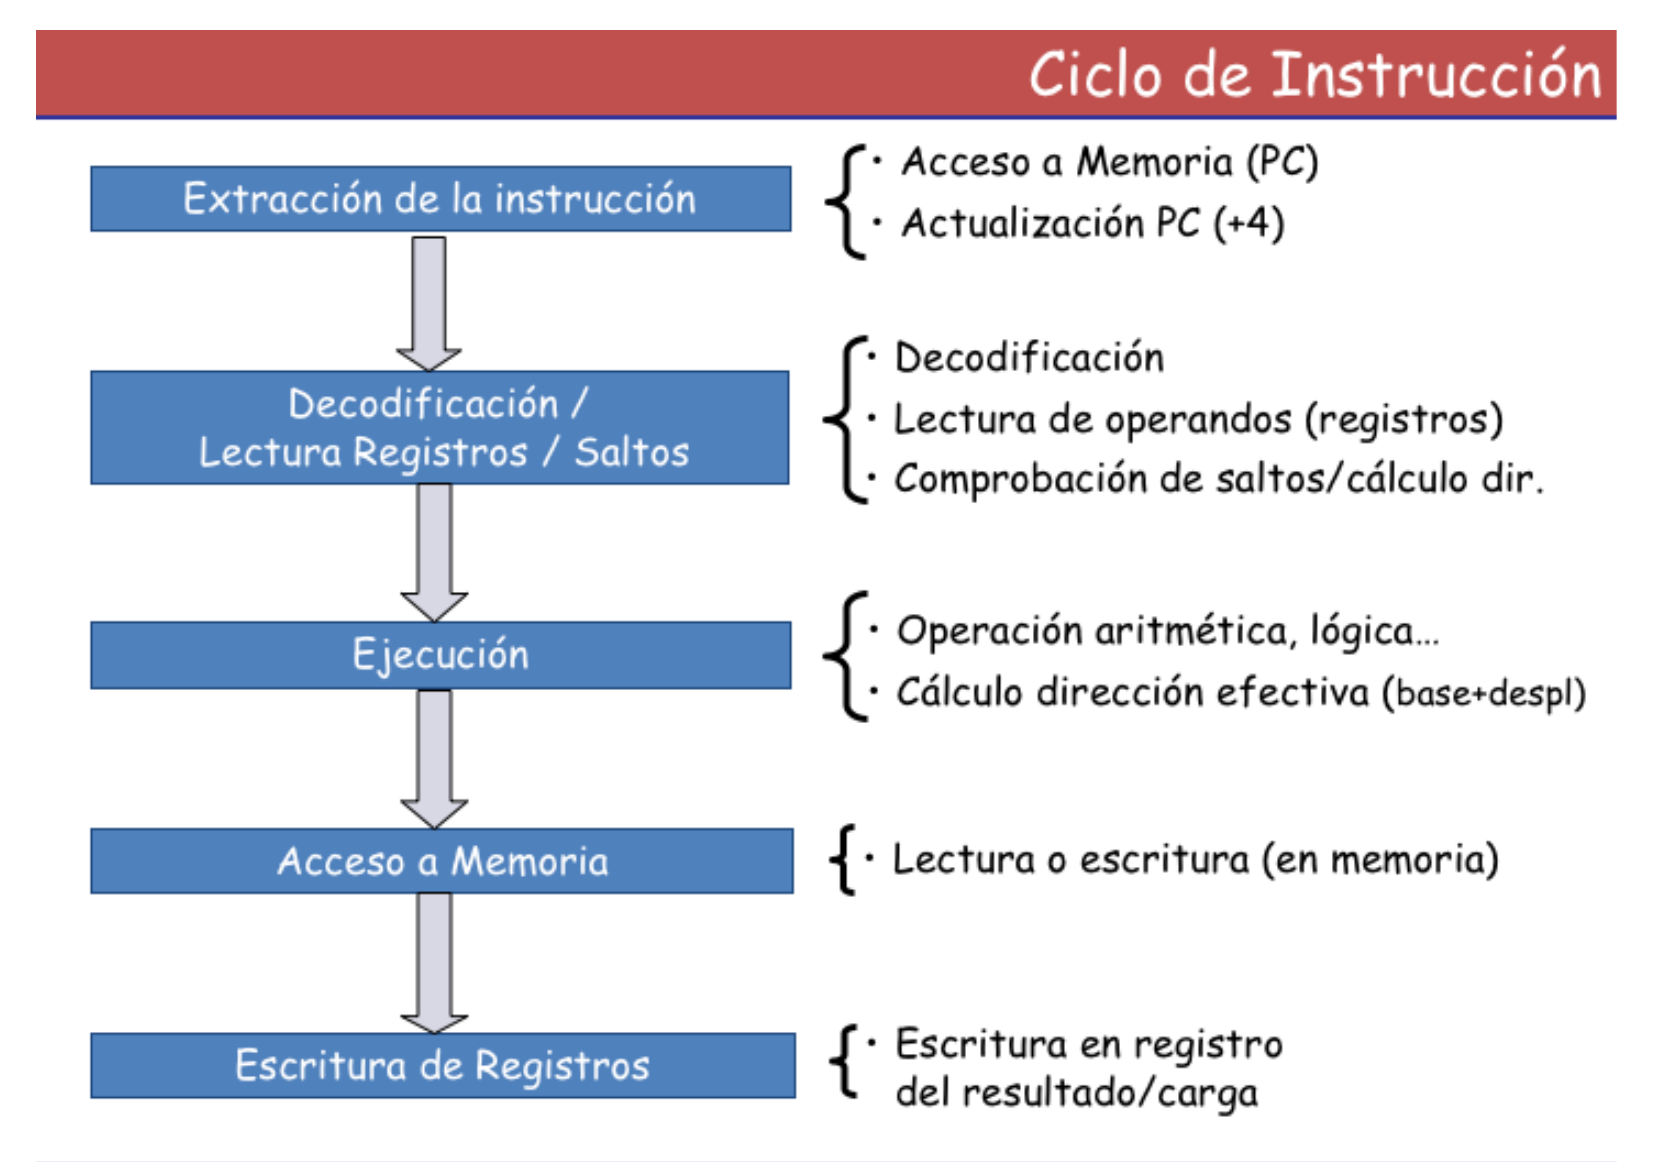 Ciclo de Instrucción
Extracción de la instrucción
· Acceso a Memoria (PC)
· Actualización PC (+4)
Decodificación /
Lectura Registros / Saltos
· Decodificación
· Lectura de operandos (registros)
· Comprobación de saltos/cálculo dir.
Ejecución
· Operación aritmética, lógica...
· Cálculo dirección efectiva (base+despl)
Acceso a Memoria
· Lectura o escritura (en memoria)
Escritura de Registros
· Escritura en registro
del resultado/carga